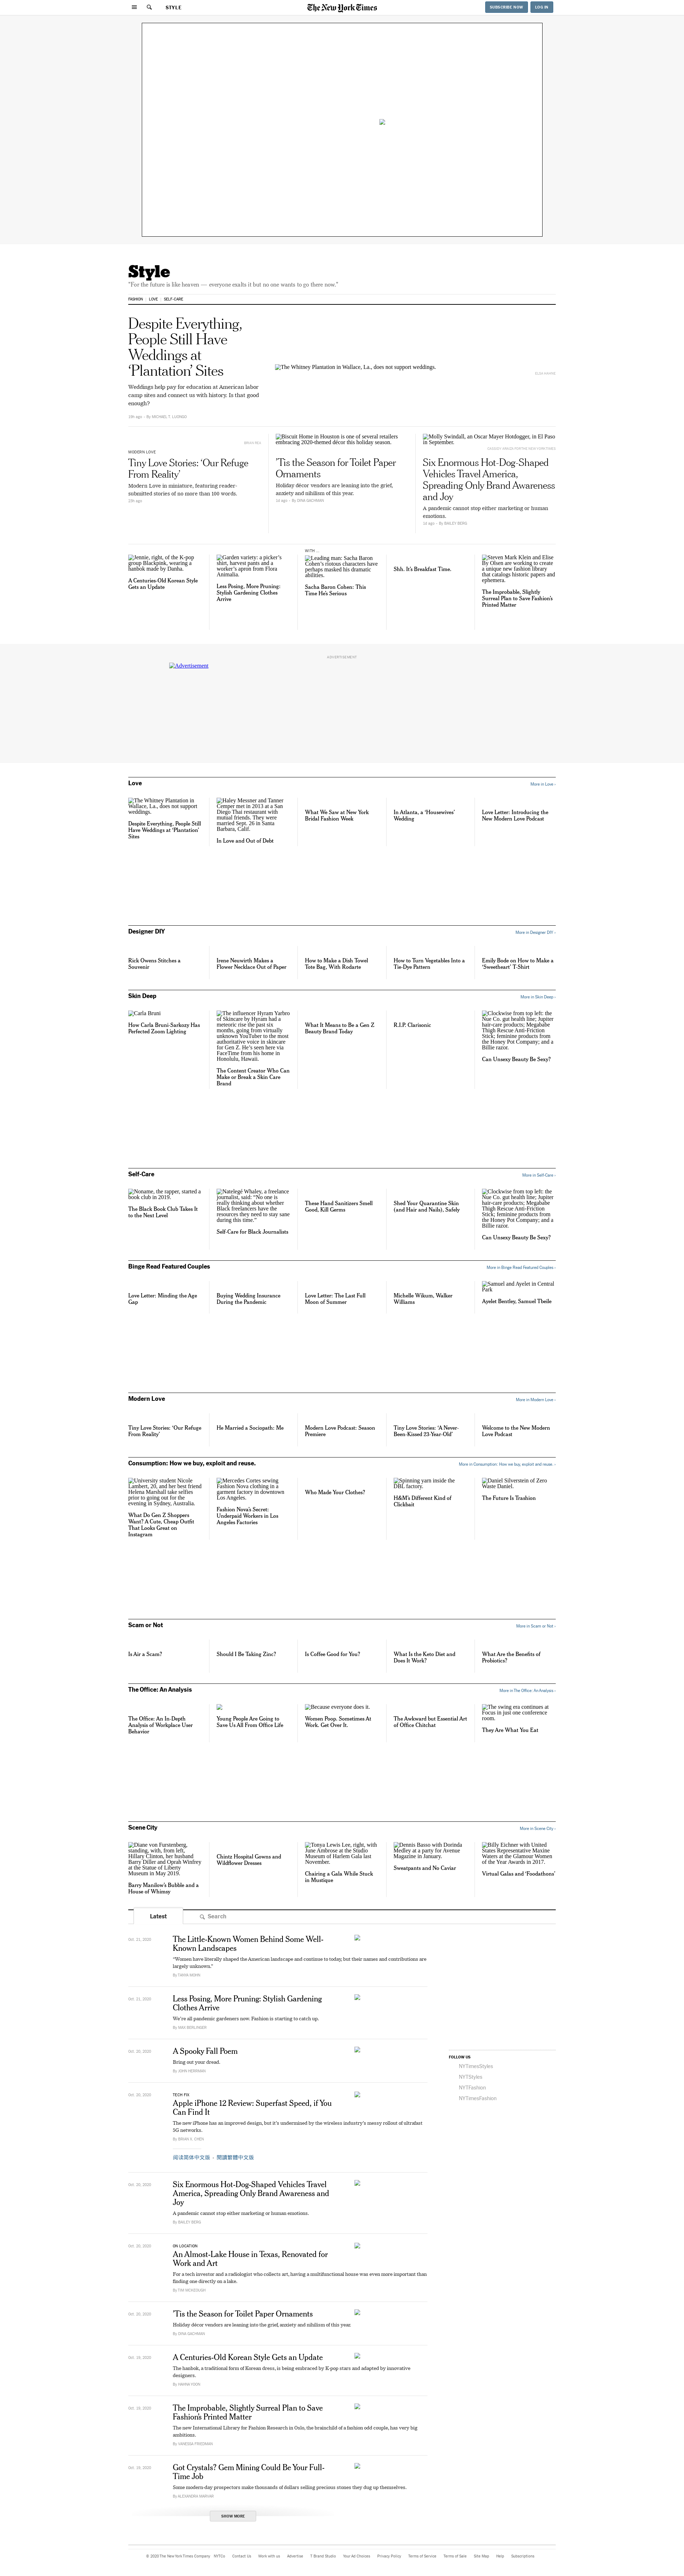 STYLE
The New York Times
SUBSCRIBE NOW
LOG IN
Style
"For the future is like heaven — everyone exalts it but no one wants to go there now."
FASHION
LOVE
SELF-CARE
Despite Everything,
People Still Have
Weddings at
‘Plantation’ Sites
Weddings help pay for education at American labor
camp sites and connect us with history. Is that good
enough?
The Whitney Plantation in Wallace, La., does not support weddings.
MODERN LOVE
Tiny Love Stories: ‘Our Refuge
From Reality’
Modern Love in miniature, featuring reader-
submitted stories of no more than 100 words.
Biscuit Home in Houston is one of several retailers
embracing 2020-themed décor this holiday season.
’Tis the Season for Toilet Paper
Ornaments
Holiday décor vendors are leaning into the grief,
anxiety and nihilism of this year.
Molly Swindall, an Oscar Mayer Hotdogger, in El Paso
in September.
Six Enormous Hot-Dog-Shaped
Vehicles Travel America,
Spreading Only Brand Awareness
and Joy
A pandemic cannot stop either marketing or human
emotions.
By BAILEY BERG
Jennie, right, of the K-pop
group Blackpink, wearing a
hanbok made by Danha.
A Centuries-Old Korean Style
Gets an Update
Garden variety: a picker’s
shirt, harvest pants and a
worker’s apron from Flora
Animalia.
Less Posing, More Pruning:
Stylish Gardening Clothes
Arrive
WITH ...
Leading man: Sacha Baron
Cohen’s riotous characters have
perhaps masked his dramatic
abilities.
Sacha Baron Cohen: This
Time He’s Serious
Shh. It’s Breakfast Time.
Steven Mark Klein and Elise
By Olsen are working to create
a unique new fashion library
that catalogs historic papers and
ephemera.
The Improbable, Slightly
Surreal Plan to Save Fashion’s
Printed Matter
ADVERTISEMENT
Advertisement
Love
More in Love ›
The Whitney Plantation in
Wallace, La., does not support
weddings.
Despite Everything, People Still
Have Weddings at ‘Plantation’
Sites
Haley Messner and Tanner
Cemper met in 2013 at a San
Diego Thai restaurant with
mutual friends. They were
married Sept. 26 in Santa
Barbara, Calif.
In Love and Out of Debt
What We Saw at New York
Bridal Fashion Week
In Atlanta, a ‘Housewives’
Wedding
Love Letter: Introducing the
New Modern Love Podcast
Designer DIY
More in Designer DIY ›
Rick Owens Stitches a
Souvenir
Irene Neuwirth Makes a
Flower Necklace Out of Paper
How to Make a Dish Towel
Tote Bag, With Rodarte
How to Turn Vegetables Into a
Tie-Dye Pattern
Emily Bode on How to Make a
‘Sweetheart’ T-Shirt
Skin Deep
More in Skin Deep ›
Carla Bruni
How Carla Bruni-Sarkozy Has
Perfected Zoom Lighting
The influencer Hyram Yarbro
of Skincare by Hyram had a
meteoric rise the past six
months, going from virtually
unknown YouTuber to the most
authoritative voice in skincare
for Gen Z. He’s seen here via
FaceTime from his home in
Honolulu, Hawaii.
The Content Creator Who Can
Make or Break a Skin Care
Brand
What It Means to Be a Gen Z
Beauty Brand Today
R.I.P. Clarisonic
Clockwise from top left: the
Nue Co. gut health line; Jupiter
hair-care products; Megababe
Thigh Rescue Anti-Friction
Stick; feminine products from
the Honey Pot Company; and a
Billie razor.
Can Unsexy Beauty Be Sexy?
Self-Care
More in Self-Care ›
Noname, the rapper, started a
book club in 2019.
The Black Book Club Takes It
to the Next Level
Natelegé Whaley, a freelance
journalist, said: “No one is
really thinking about whether
Black freelancers have the
resources they need to stay sane
during this time.”
Self-Care for Black Journalists
These Hand Sanitizers Smell
Good, Kill Germs
Shed Your Quarantine Skin
(and Hair and Nails), Safely
Clockwise from top left: the
Nue Co. gut health line; Jupiter
hair-care products; Megababe
Thigh Rescue Anti-Friction
Stick; feminine products from
the Honey Pot Company; and a
Billie razor.
Can Unsexy Beauty Be Sexy?
Binge Read Featured Couples
More in Binge Read Featured Couples ›
Love Letter: Minding the Age
Gap
Buying Wedding Insurance
During the Pandemic
Love Letter: The Last Full
Moon of Summer
Michelle Wikum, Walker
Williams
Samuel and Ayelet in Central
Park
Ayelet Bentley, Samuel Theile
Modern Love
More in Modern Love ›
Tiny Love Stories: ‘Our Refuge
From Reality’
He Married a Sociopath: Me
Modern Love Podcast: Season
Premiere
Tiny Love Stories: ‘A Never-
Been-Kissed 23-Year-Old’
Welcome to the New Modern
Love Podcast
Consumption: How we buy, exploit and reuse.
More in Consumption: How we buy, exploit and reuse. ›
University student Nicole
Lambert, 20, and her best friend
Helena Marshall take selfies
prior to going out for the
evening in Sydney, Australia.
What Do Gen Z Shoppers
Want? A Cute, Cheap Outfit
That Looks Great on
Instagram
Mercedes Cortes sewing
Fashion Nova clothing in a
garment factory in downtown
Los Angeles.
Fashion Nova’s Secret:
Underpaid Workers in Los
Angeles Factories
Who Made Your Clothes?
Spinning yarn inside the
DBL factory.
H&M’s Different Kind of
Clickbait
Daniel Silverstein of Zero
Waste Daniel.
The Future Is Trashion
Scam or Not
More in Scam or Not ›
Is Air a Scam?
Should I Be Taking Zinc?
Is Coffee Good for You?
What Is the Keto Diet and
Does It Work?
What Are the Benefits of
Probiotics?
The Office: An Analysis
More in The Office: An Analysis ›
The Office: An In-Depth
Analysis of Workplace User
Behavior
Young People Are Going to
Save Us All From Office Life
Because everyone does it.
Women Poop. Sometimes At
Work. Get Over It.
The Awkward but Essential Art
of Office Chitchat
The swing era continues at
Focus in just one conference
room.
They Are What You Eat
Scene City
More in Scene City ›
Diane von Furstenberg,
standing, with, from left,
Hillary Clinton, her husband
Barry Diller and Oprah Winfrey
at the Statue of Liberty
Museum in May 2019.
Barry Manilow’s Bubble and a
House of Whimsy
Chintz Hospital Gowns and
Wildflower Dresses
Tonya Lewis Lee, right, with
June Ambrose at the Studio
Museum of Harlem Gala last
November.
Chairing a Gala While Stuck
in Mustique
Dennis Basso with Dorinda
Medley at a party for Avenue
Magazine in January.
Sweatpants and No Caviar
Billy Eichner with United
States Representative Maxine
Waters at the Glamour Women
of the Year Awards in 2017.
Virtual Galas and ‘Foodathons’
Latest
Search
Oct. 21, 2020
The Little-Known Women Behind Some Well-
Known Landscapes
“Women have literally shaped the American landscape and continue to today, but their names and contributions are
largely unknown.”
Oct. 21, 2020
Less Posing, More Pruning: Stylish Gardening
Clothes Arrive
We’re all pandemic gardeners now. Fashion is starting to catch up.
Oct. 20, 2020
A Spooky Fall Poem
Bring out your dread.
Oct. 20, 2020
TECH FIX
Apple iPhone 12 Review: Superfast Speed, if You
Can Find It
The new iPhone has an improved design, but it’s undermined by the wireless industry’s messy rollout of ultrafast
5G networks.
By BRIAN X. CHEN
阅读简体中文版 • 閱讀繁體中文版
Oct. 20, 2020
Six Enormous Hot-Dog-Shaped Vehicles Travel
America, Spreading Only Brand Awareness and
Joy
A pandemic cannot stop either marketing or human emotions.
By BAILEY BERG
Oct. 20, 2020
ON LOCATION
An Almost-Lake House in Texas, Renovated for
Work and Art
For a tech investor and a radiologist who collects art, having a multifunctional house was even more important than
finding one directly on a lake.
Oct. 20, 2020
’Tis the Season for Toilet Paper Ornaments
Holiday décor vendors are leaning into the grief, anxiety and nihilism of this year.
Oct. 19, 2020
A Centuries-Old Korean Style Gets an Update
The hanbok, a traditional form of Korean dress, is being embraced by K-pop stars and adapted by innovative
designers.
Oct. 19, 2020
The Improbable, Slightly Surreal Plan to Save
Fashion’s Printed Matter
The new International Library for Fashion Research in Oslo, the brainchild of a fashion odd couple, has very big
ambitions.
By VANESSA FRIEDMAN
Oct. 19, 2020
Got Crystals? Gem Mining Could Be Your Full-
Time Job
Some modern-day prospectors make thousands of dollars selling precious stones they dug up themselves.
SHOW MORE
FOLLOW US
NYTimesStyles
NYTStyles
NYTFashion
NYTimesFashion
© 2020 The New York Times Company
NYTCo
Contact Us
Work with us
Advertise
T Brand Studio
Your Ad Choices
Privacy Policy
Terms of Service
Terms of Sale
Site Map
Help
Subscriptions